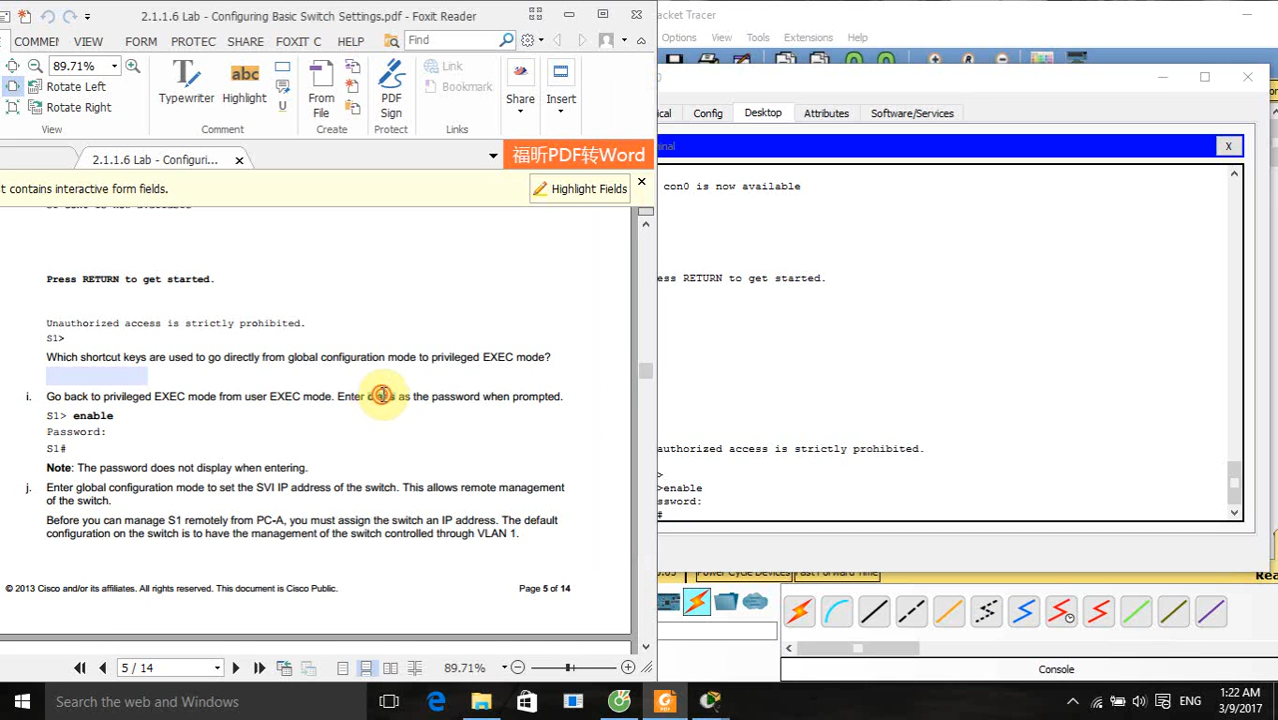 2.1.1.6 Lab - Configuring Basic Switch Settings.pdf - Foxit Reader
COMMEN VIEW FORM PROTEC SHARE FOXIT C HELP Find
89.71%
Rotate Left
Rotate Right
View
Typewriter
Highlight
Comment
From File
Create
PDF Sign
Protect
Link
Bookmark
Links
Share
Insert
2.1.1.6 Lab - Configuri...
福昕PDF转Word
t contains interactive form fields.
Highlight Fields
Press RETURN to get started.
Unauthorized access is strictly prohibited.
S1>
Which shortcut keys are used to go directly from global configuration mode to privileged EXEC mode?
i. Go back to privileged EXEC mode from user EXEC mode. Enter as the password when prompted.
S1> enable
Password:
S1#
Note: The password does not display when entering.
j. Enter global configuration mode to set the SVI IP address of the switch. This allows remote management
of the switch.
Before you can manage S1 remotely from PC-A, you must assign the switch an IP address. The default
configuration on the switch is to have the management of the switch controlled through VLAN 1.
© 2013 Cisco and/or its affiliates. All rights reserved. This document is Cisco Public. Page 5 of 14
5 / 14
89.71%
acket Tracer
Options View Tools Extensions Help
ical Config Desktop Attributes Software/Services
inal
X
con0 is now available
ess RETURN to get started.
authorized access is strictly prohibited.
>
>enable
ssword:
#
Power Cycle Devices Fast Forward Time
Rea
Console
Search the web and Windows
ENG
1:22 AM
3/9/2017